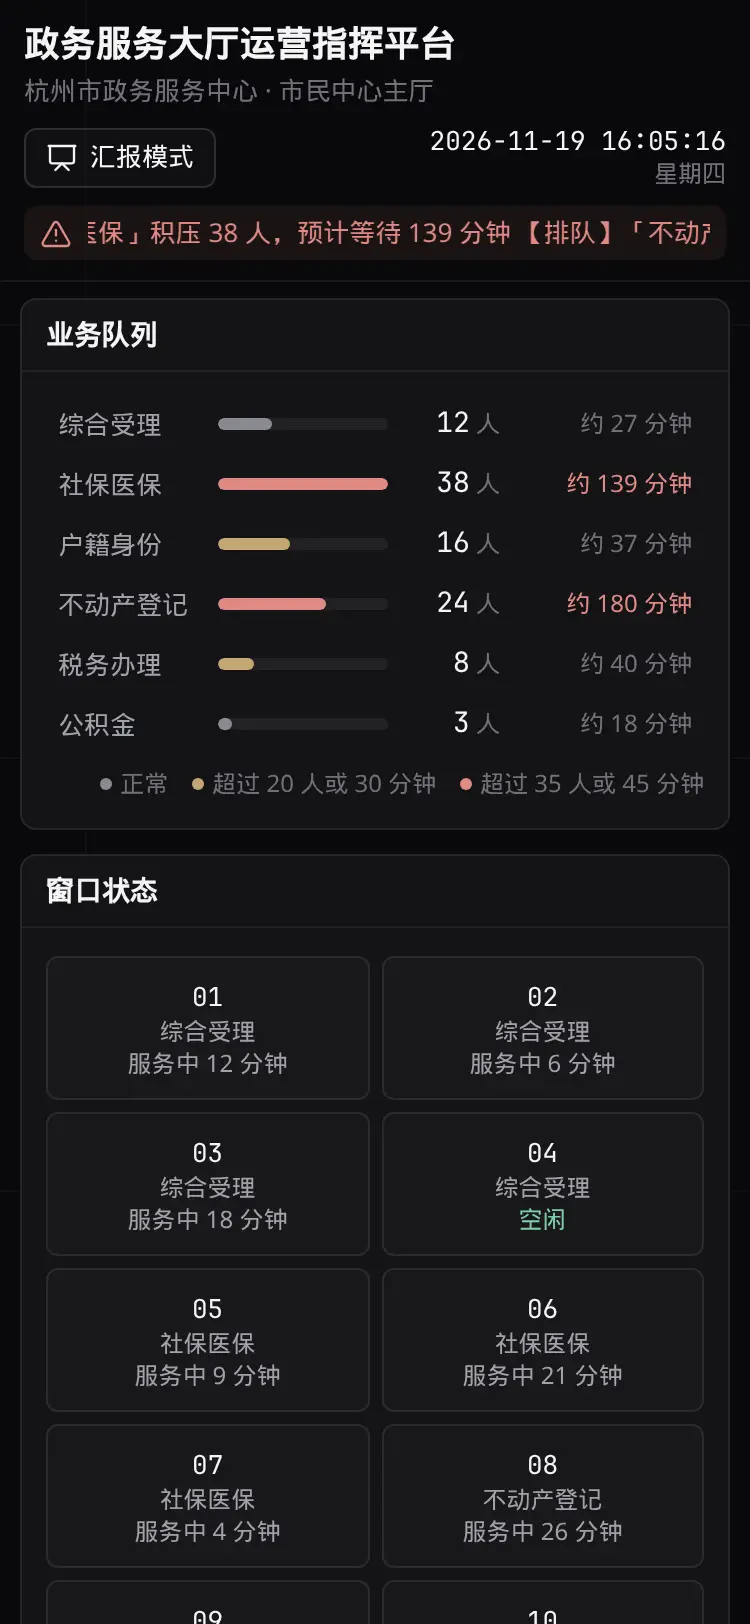 政务服务大厅运营指挥平台
杭州市政务服务中心 · 市民中心主厅
汇报模式
2026-11-19 16:05:16
星期四
保」积压 38 人，预计等待 139 分钟 【排队】「不动
业务队列
综合受理 12 人 约 27 分钟
社保医保 38 人 约 139 分钟
户籍身份 16 人 约 37 分钟
不动产登记 24 人 约 180 分钟
税务办理 8 人 约 40 分钟
公积金 3 人 约 18 分钟
正常 超过 20 人或 30 分钟 超过 35 人或 45 分钟
窗口状态
01
综合受理
服务中 12 分钟
02
综合受理
服务中 6 分钟
03
综合受理
服务中 18 分钟
04
综合受理
空闲
05
社保医保
服务中 9 分钟
06
社保医保
服务中 21 分钟
07
社保医保
服务中 4 分钟
08
不动产登记
服务中 26 分钟
09
10